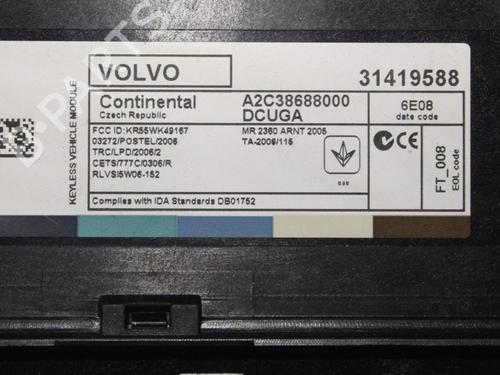 VOLVO
31419588
KEYLESS VEHICLE MODULE
Continental
Czech Republic
A2C38688000
DCUGA
6E08
date code
FCC ID:KR55WK49167
03272/POSTEL/2006
TRC/LPD/2006/2
CETS/777C/0306/R
RLVSI5W06-152
MR 2360 ARNT 2005
TA-2006/115
030
FT_008
EOL code
Complies with IDA Standards DB01752